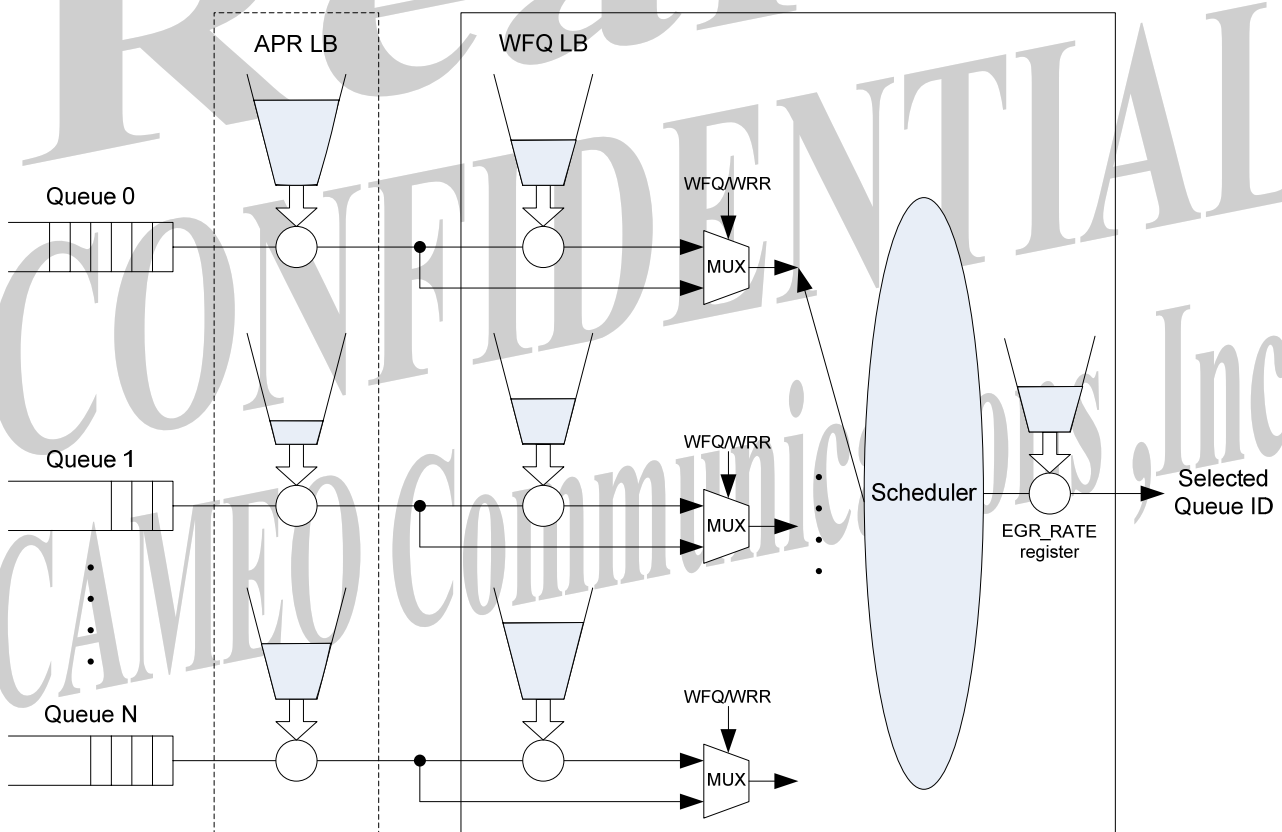 APR LB
WFQ LB
Queue 0
WFQ/WRR
MUX
Queue 1
WFQ/WRR
MUX
Scheduler
EGR_RATE
register
Selected
Queue ID
Queue N
WFQ/WRR
MUX
CONFIDENTIAL
CAMEO Communications ,Inc